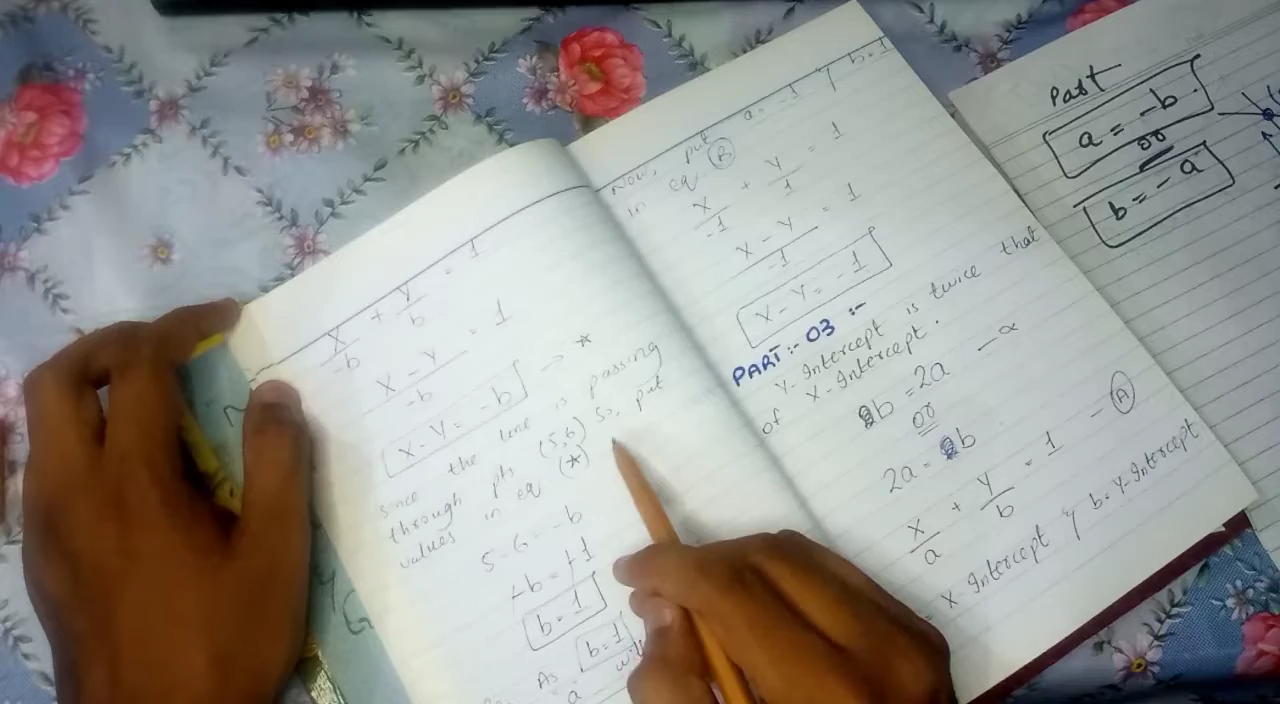 X/-b + Y/b = 1
X - Y/-b = 1
X - Y = -b → *
since the line is passing
through pt. (5,6) So, put
values in eq (*)
5 - 6 = -b
-b = -1
b = 1
As b = 1
a
Now, put a = -1 & b = 1
in eq. B
X/-1 + Y/1 = 1
X - Y/-1 = 1
X - Y = -1
PART :- 03 :-
Y-Intercept is twice that
of X-Intercept.
b = 2a — α
or
2a = b
X/a + Y/b = 1 — A
= X-Intercept & b = Y-Intercept
Part
a = -b
or
b = -a